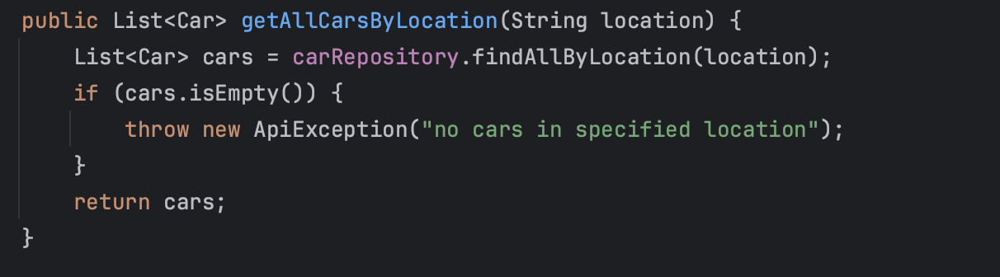 public List<Car> getAllCarsByLocation(String location) {
    List<Car> cars = carRepository.findAllByLocation(location);
    if (cars.isEmpty()) {
        throw new ApiException("no cars in specified location");
    }
    return cars;
}